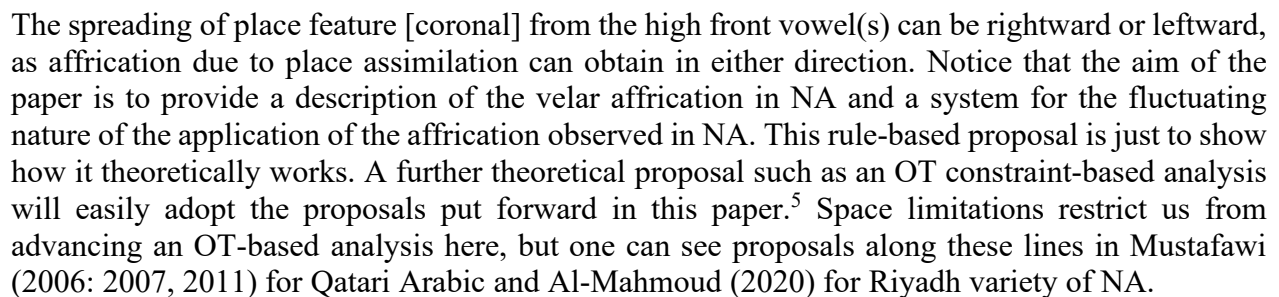 The spreading of place feature [coronal] from the high front vowel(s) can be rightward or leftward,
as affrication due to place assimilation can obtain in either direction. Notice that the aim of the
paper is to provide a description of the velar affrication in NA and a system for the fluctuating
nature of the application of the affrication observed in NA. This rule-based proposal is just to show
how it theoretically works. A further theoretical proposal such as an OT constraint-based analysis
will easily adopt the proposals put forward in this paper.⁵ Space limitations restrict us from
advancing an OT-based analysis here, but one can see proposals along these lines in Mustafawi
(2006: 2007, 2011) for Qatari Arabic and Al-Mahmoud (2020) for Riyadh variety of NA.